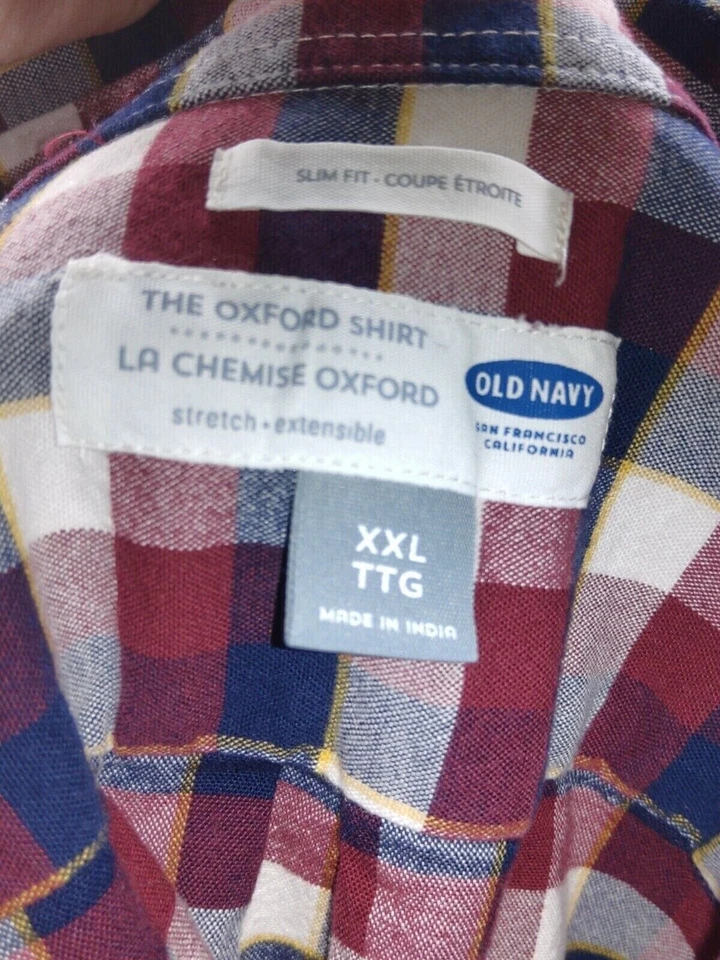 SLIM FIT - COUPE ÉTROITE
THE OXFORD SHIRT
LA CHEMISE OXFORD
stretch • extensible
OLD NAVY
SAN FRANCISCO
CALIFORNIA
XXL
TTG
MADE IN INDIA